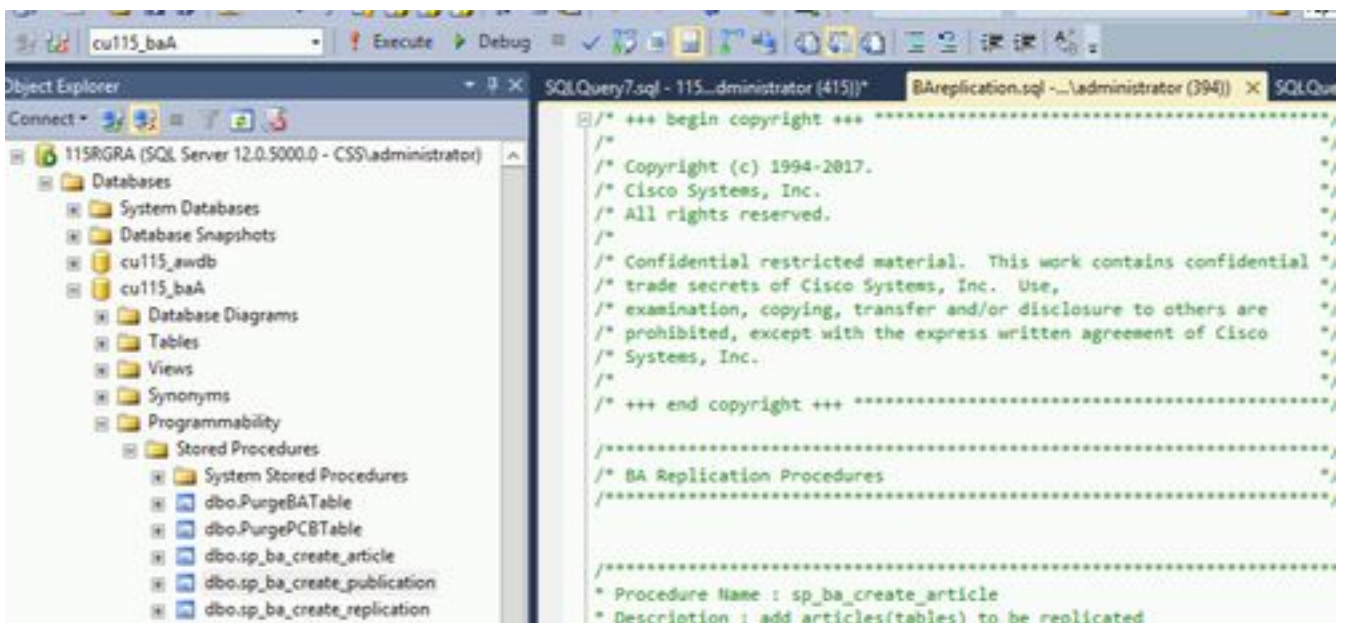 cu115_baA
Execute
Debug
Object Explorer
SQLQuery7.sql - 115...dministrator (415))*
BAreplication.sql -...\administrator (394))
SQLQue
Connect
115RGRA (SQL Server 12.0.5000.0 - CSS\administrator)
Databases
System Databases
Database Snapshots
cu115_awdb
cu115_baA
Database Diagrams
Tables
Views
Synonyms
Programmability
Stored Procedures
System Stored Procedures
dbo.PurgeBATable
dbo.PurgePCBTable
dbo.sp_ba_create_article
dbo.sp_ba_create_publication
dbo.sp_ba_create_replication
/* +++ begin copyright +++ *********************************************/
/* */
/* Copyright (c) 1994-2017. */
/* Cisco Systems, Inc. */
/* All rights reserved. */
/* */
/* Confidential restricted material. This work contains confidential */
/* trade secrets of Cisco Systems, Inc. Use, */
/* examination, copying, transfer and/or disclosure to others are */
/* prohibited, except with the express written agreement of Cisco */
/* Systems, Inc. */
/* */
/* +++ end copyright +++ ***********************************************/
/***********************************************************************/
/* BA Replication Procedures */
/***********************************************************************/
/***********************************************************************
* Procedure Name : sp_ba_create_article
* Description : add articles(tables) to be replicated